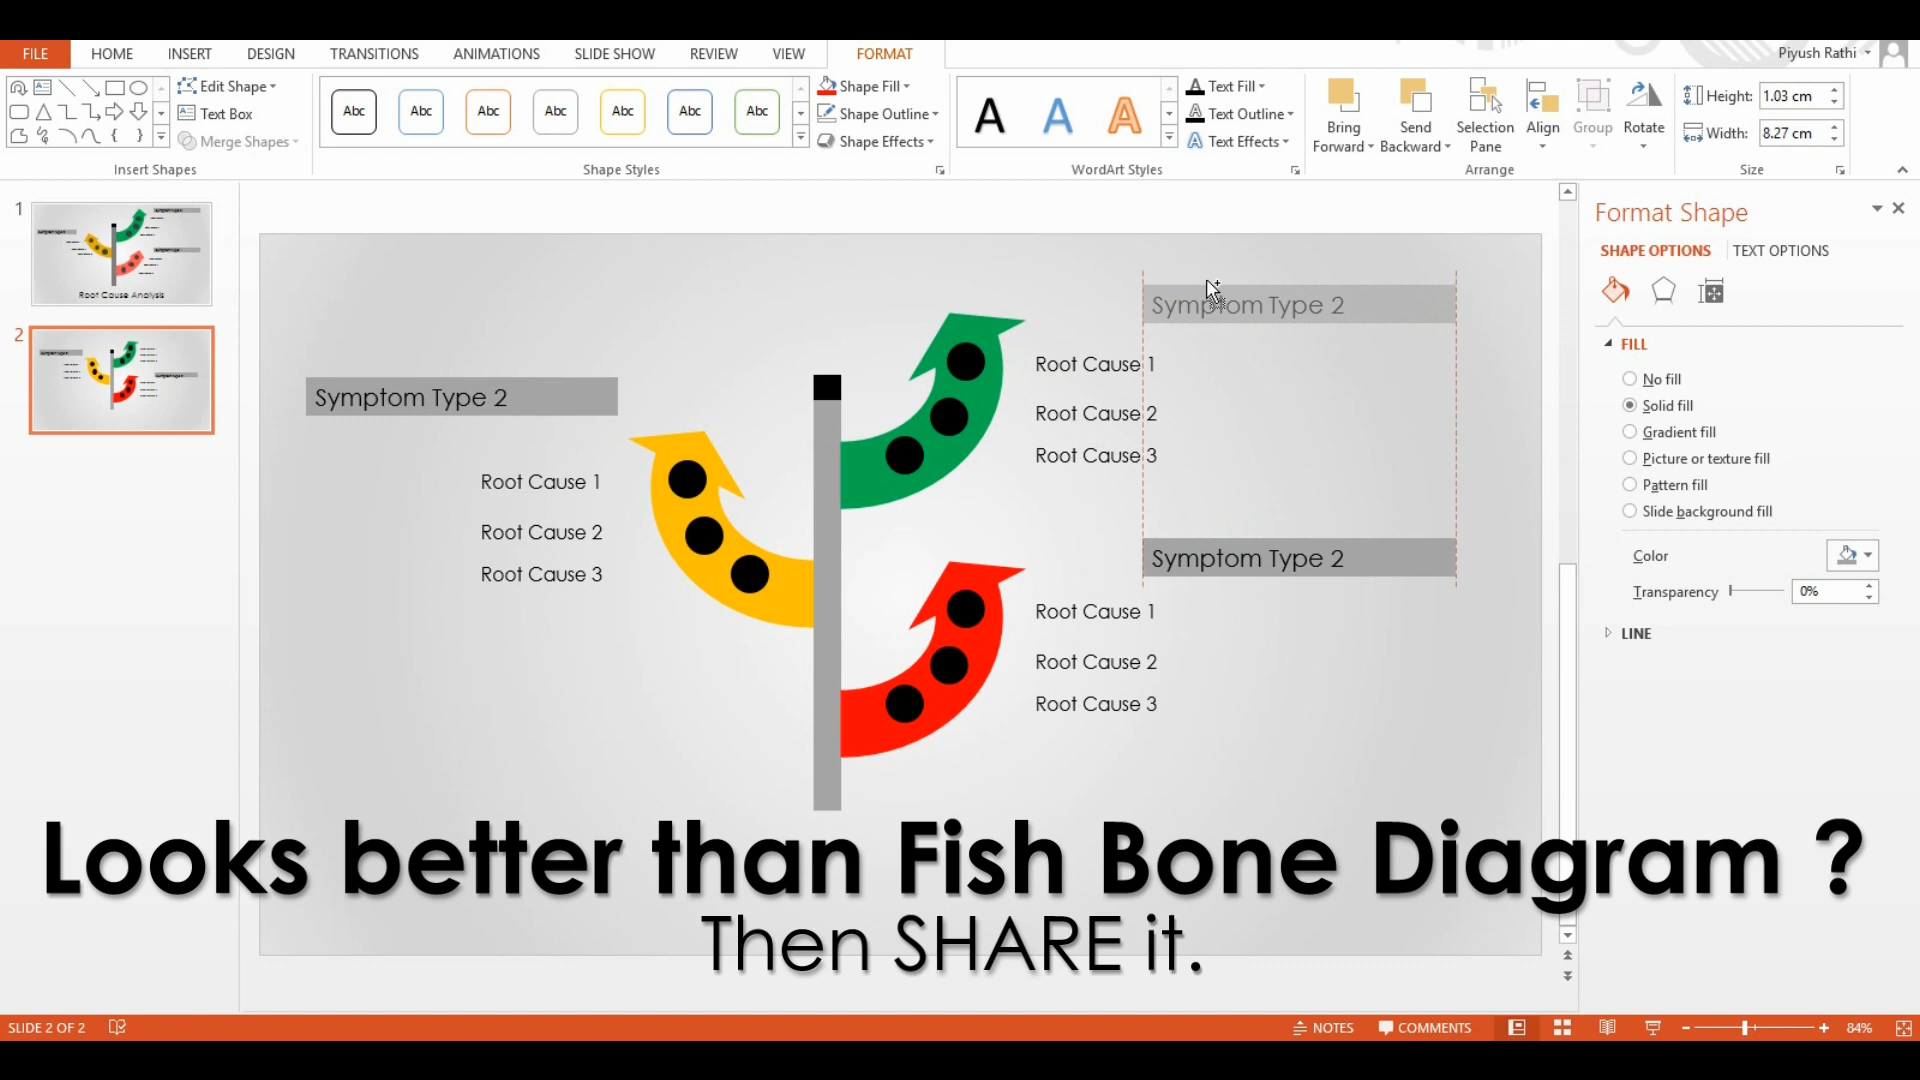 FILE HOME INSERT DESIGN TRANSITIONS ANIMATIONS SLIDE SHOW REVIEW VIEW FORMAT Piyush Rathi
Edit Shape
Text Box
Merge Shapes
Insert Shapes
Abc Abc Abc Abc Abc Abc Abc
Shape Styles
Shape Fill
Shape Outline
Shape Effects
A A A
WordArt Styles
Text Fill
Text Outline
Text Effects
Bring Forward
Send Backward
Selection Pane
Align
Group
Rotate
Arrange
Height: 1.03 cm
Width: 8.27 cm
Size
1
Root Cause Analysis
2
Symptom Type 2
Root Cause 1
Root Cause 2
Root Cause 3
Symptom Type 2
Root Cause 1
Root Cause 2
Root Cause 3
Symptom Type 2
Root Cause 1
Root Cause 2
Root Cause 3
Format Shape
SHAPE OPTIONS TEXT OPTIONS
FILL
No fill
Solid fill
Gradient fill
Picture or texture fill
Pattern fill
Slide background fill
Color
Transparency 0%
LINE
Looks better than Fish Bone Diagram ?
Then SHARE it.
SLIDE 2 OF 2 NOTES COMMENTS 84%